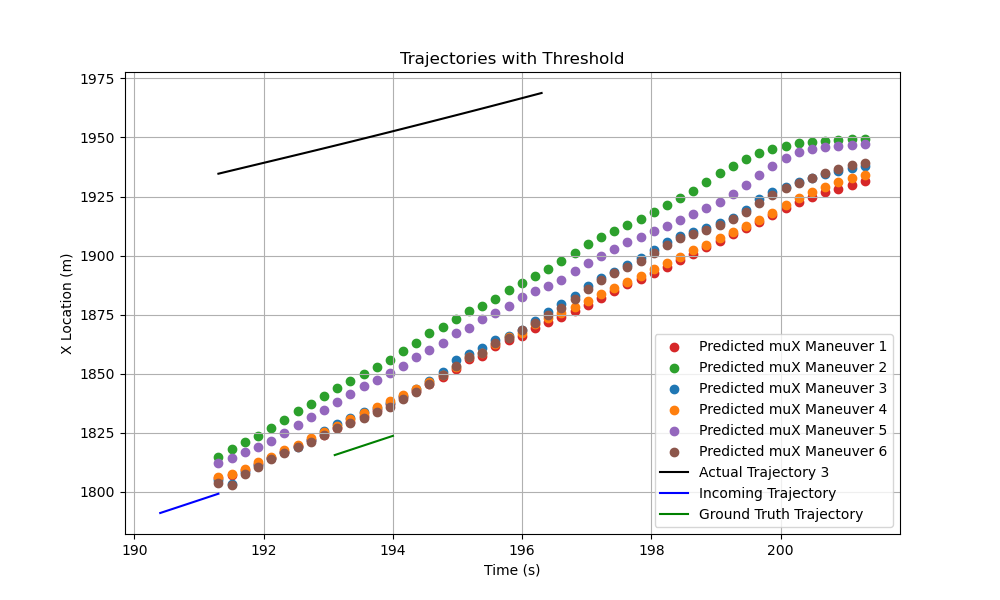 Trajectories with Threshold
X Location (m)
1975
1950
1925
1900
1875
1850
1825
1800
190
192
194
196
198
200
Time (s)
Predicted muX Maneuver 1
Predicted muX Maneuver 2
Predicted muX Maneuver 3
Predicted muX Maneuver 4
Predicted muX Maneuver 5
Predicted muX Maneuver 6
Actual Trajectory 3
Incoming Trajectory
Ground Truth Trajectory